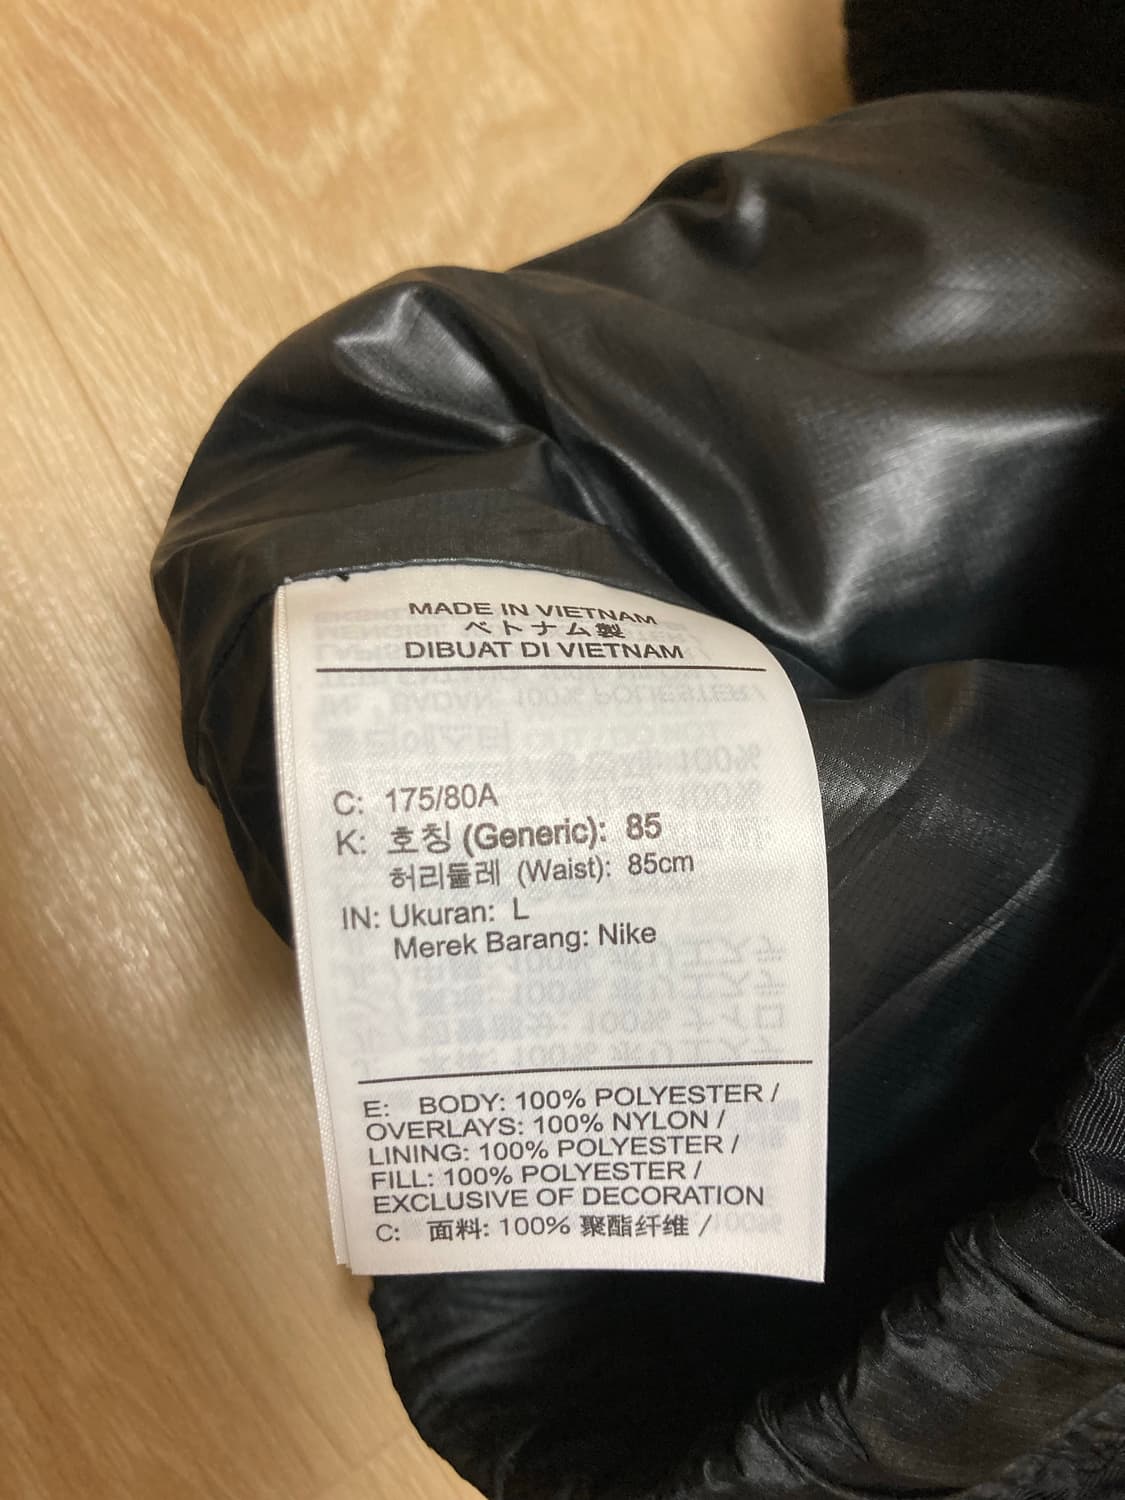 MADE IN VIETNAM
ベトナム製
DIBUAT DI VIETNAM
C: 175/80A
K: 호칭 (Generic): 85
허리둘레 (Waist): 85cm
IN: Ukuran: L
Merek Barang: Nike
E: BODY: 100% POLYESTER /
OVERLAYS: 100% NYLON /
LINING: 100% POLYESTER /
FILL: 100% POLYESTER /
EXCLUSIVE OF DECORATION
C: 面料: 100% 聚酯纤维 /